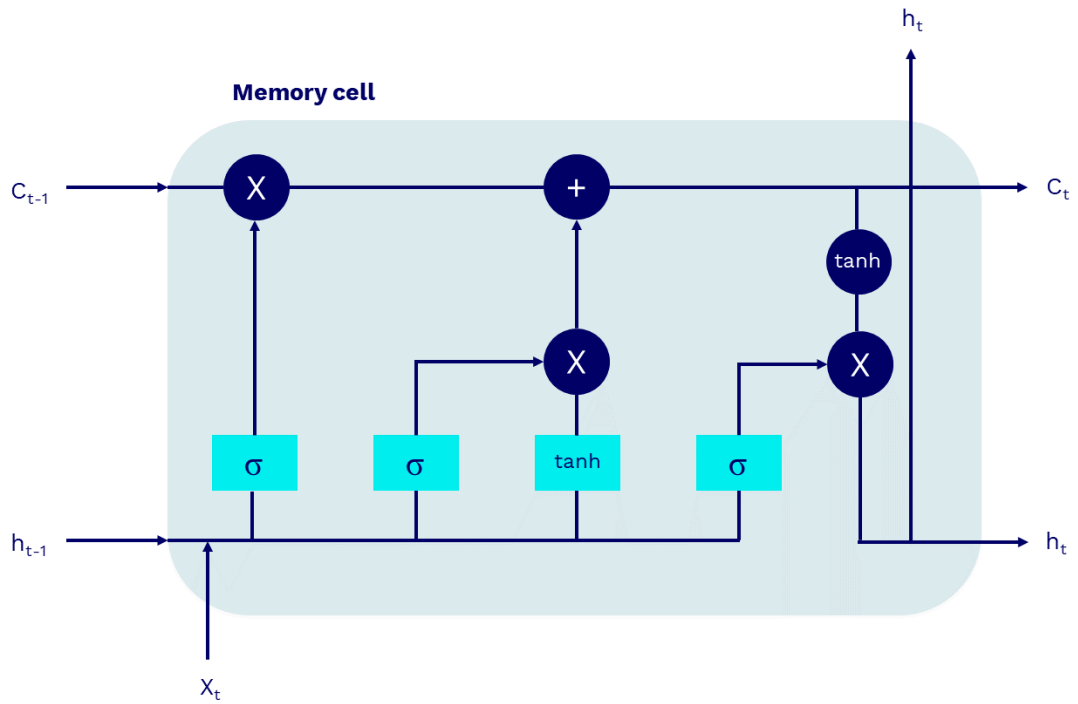 h_t
Memory cell
C_t-1
X
+
C_t
tanh
X
X
σ
σ
tanh
σ
h_t-1
h_t
X_t